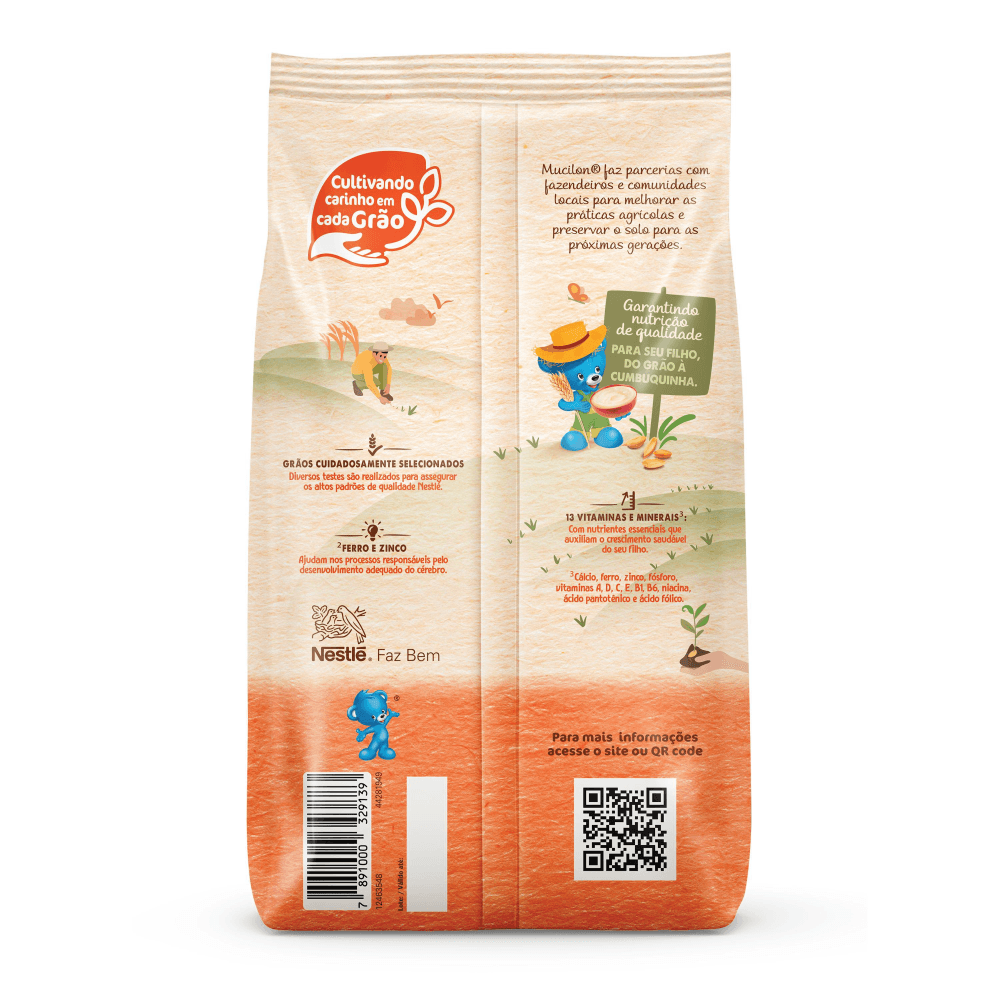 Cultivando
carinho em
cada Grão
Mucilon® faz parcerias com
fazendeiros e comunidades
locais para melhorar as
práticas agrícolas e
preservar o solo para as
próximas gerações.
Garantindo
nutrição
de qualidade
PARA SEU FILHO,
DO GRÃO À
CUMBUQUINHA.
GRÃOS CUIDADOSAMENTE SELECIONADOS
Diversos testes são realizados para assegurar
os altos padrões de qualidade Nestlé.
²FERRO E ZINCO
Ajudam nos processos responsáveis pelo
desenvolvimento adequado do cérebro.
13 VITAMINAS E MINERAIS³:
Com nutrientes essenciais que
auxiliam o crescimento saudável
do seu filho.
³Cálcio, ferro, zinco, fósforo,
vitaminas A, D, C, E, B1, B6, niacina,
ácido pantotênico e ácido fólico.
Nestlé® Faz Bem
®
Para mais informações
acesse o site ou QR code
7 891000 329139
12463548
44281949
Lote / Válido até: